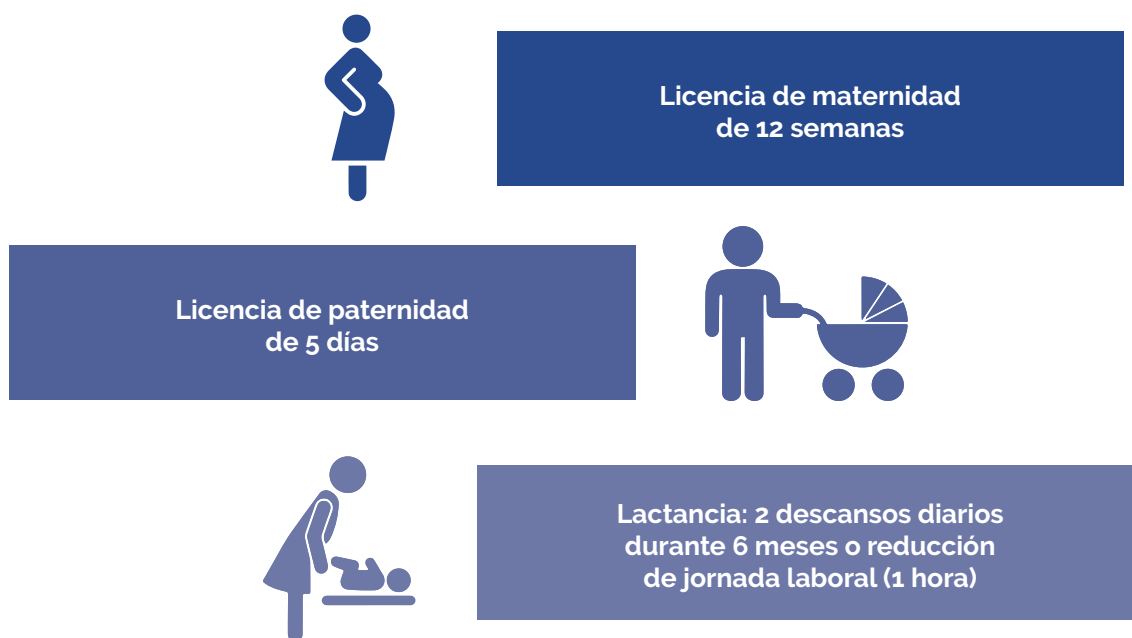 Licencia de maternidad
de 12 semanas
Licencia de paternidad
de 5 días
Lactancia: 2 descansos diarios
durante 6 meses o reducción
de jornada laboral (1 hora)